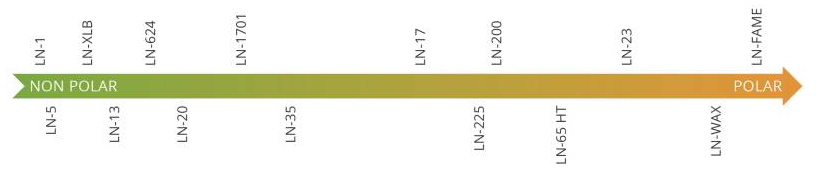 LN-1
LN-XLB
LN-624
LN-1701
LN-17
LN-200
LN-23
LN-FAME
NON POLAR
POLAR
LN-5
LN-13
LN-20
LN-35
LN-225
LN-65 HT
LN-WAX